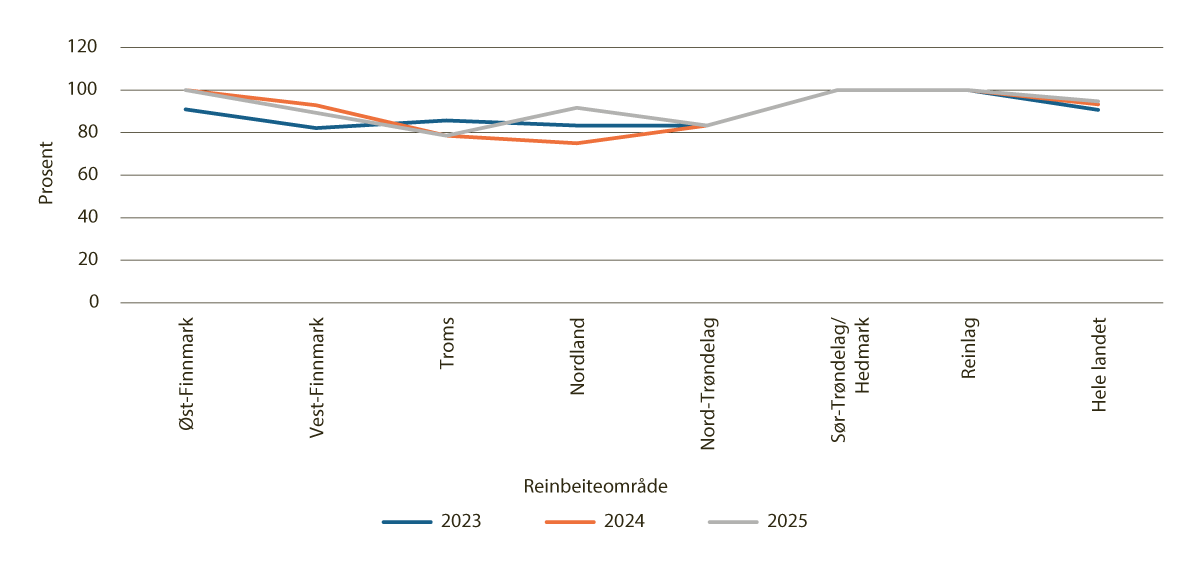 120
100
80
60
40
20
0
Prosent
Øst-Finnmark
Vest-Finnmark
Troms
Nordland
Nord-Trøndelag
Sør-Trøndelag/
Hedmark
Reinlag
Hele landet
Reinbeiteområde
2023
2024
2025